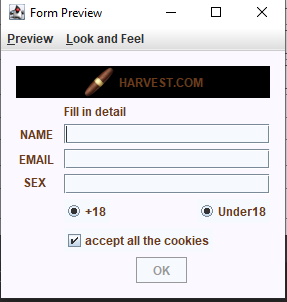 Form Preview
Preview Look and Feel
HARVEST.COM
Fill in detail
NAME
EMAIL
SEX
+18 Under18
accept all the cookies
OK